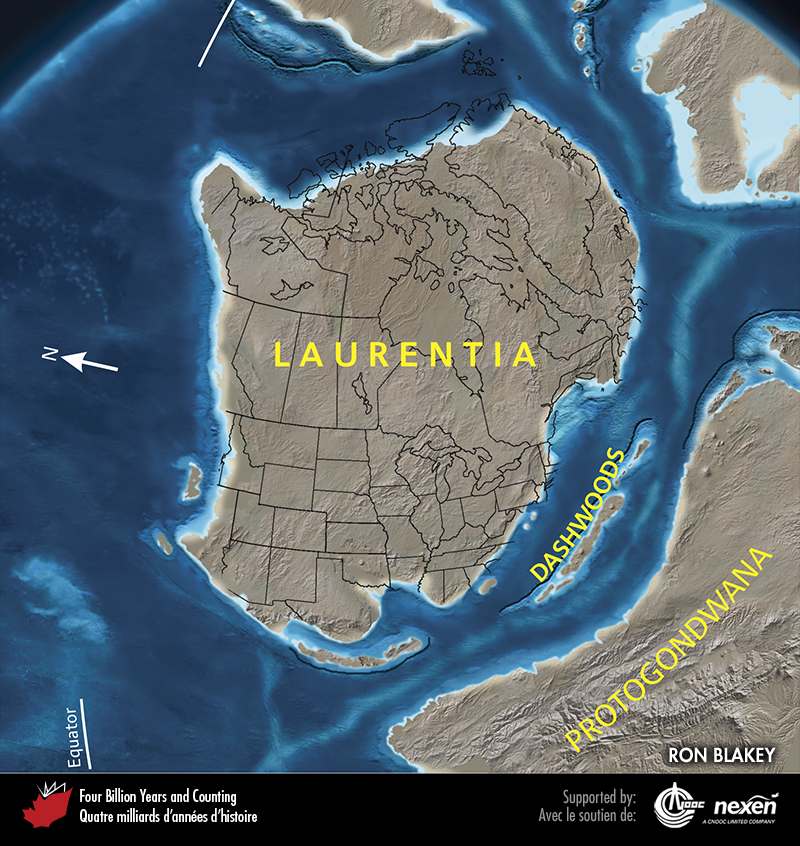 N
LAURENTIA
DASHWOODS
PROTOGONDWANA
Equator
RON BLAKEY
Four Billion Years and Counting
Quatre milliards d’années d’histoire
Supported by:
Avec le soutien de:
CNOOC
nexen
A CNOOC LIMITED COMPANY